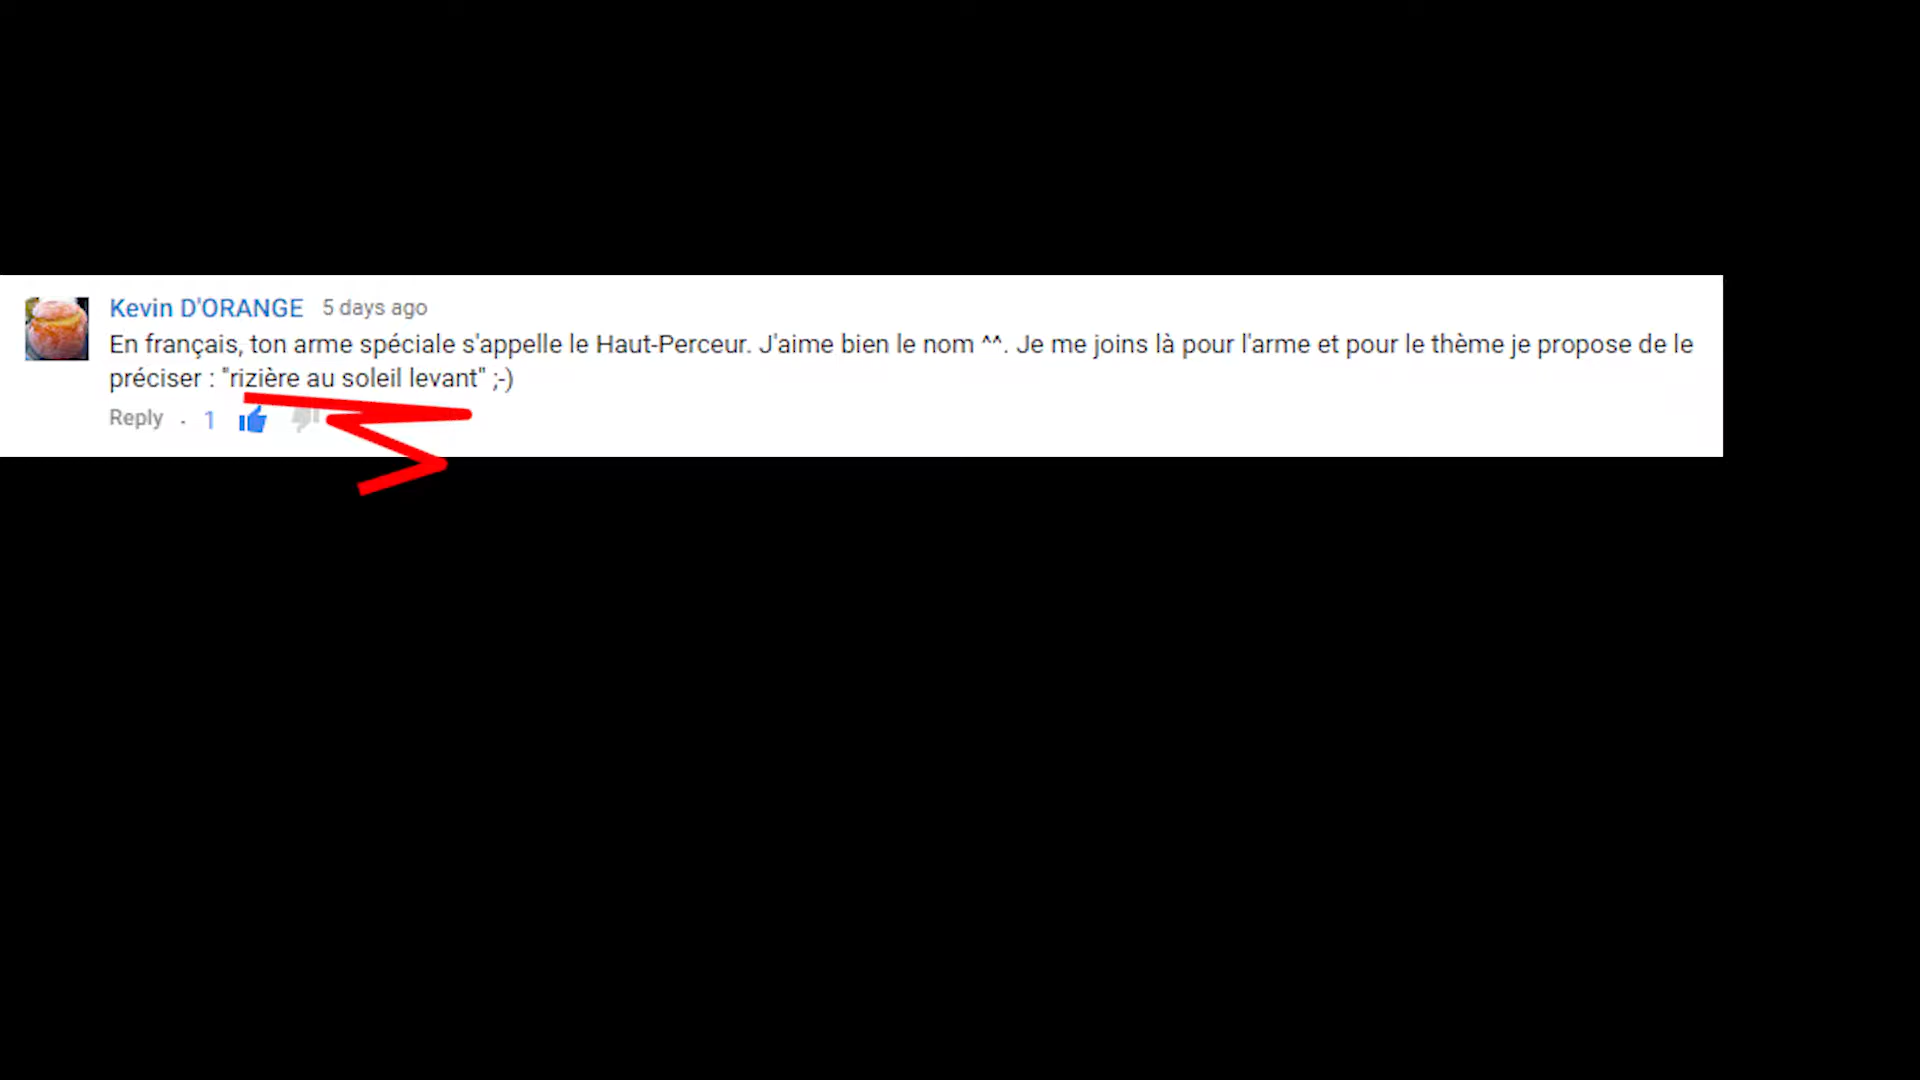 Kevin D'ORANGE 5 days ago
En français, ton arme spéciale s'appelle le Haut-Perceur. J'aime bien le nom ^^. Je me joins là pour l'arme et pour le thème je propose de le
préciser : "rizière au soleil levant" ;-)
Reply . 1